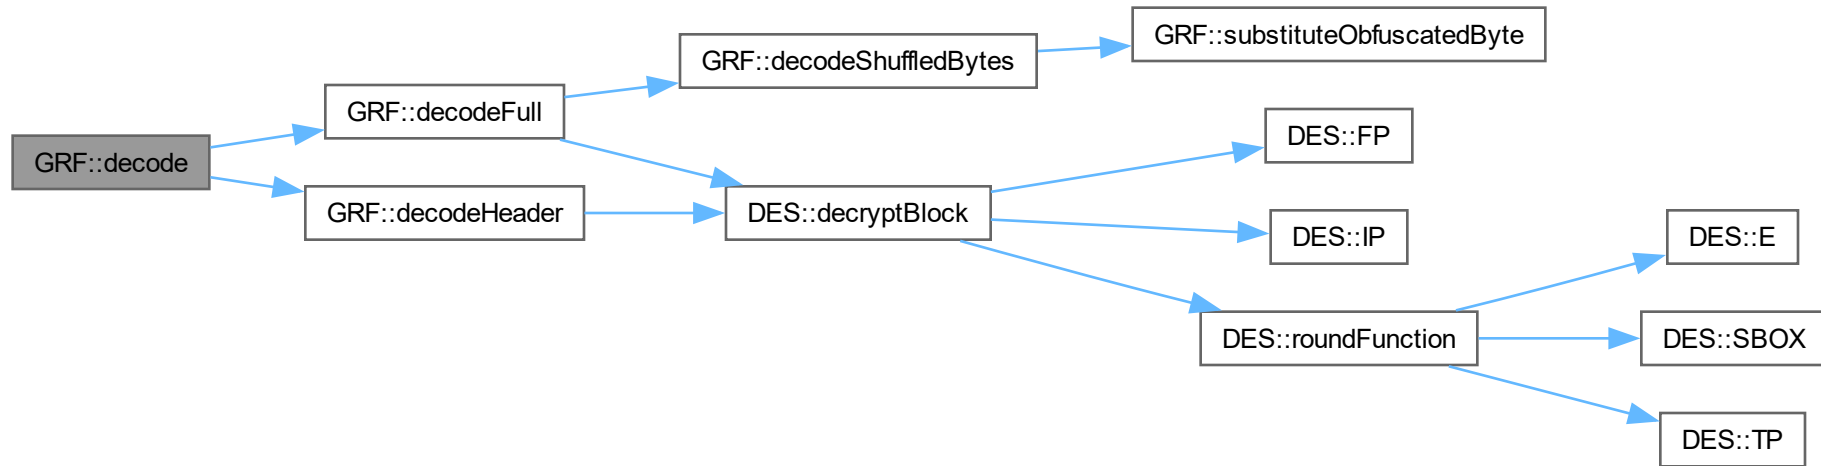 GRF::decode
GRF::decodeFull
GRF::decodeHeader
GRF::decodeShuffledBytes
DES::decryptBlock
GRF::substituteObfuscatedByte
DES::FP
DES::IP
DES::roundFunction
DES::E
DES::SBOX
DES::TP